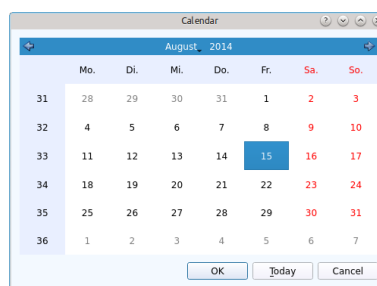 Calendar
August, 2014
Mo. Di. Mi. Do. Fr. Sa. So.
31 28 29 30 31 1 2 3
32 4 5 6 7 8 9 10
33 11 12 13 14 15 16 17
34 18 19 20 21 22 23 24
35 25 26 27 28 29 30 31
36 1 2 3 4 5 6 7
OK Today Cancel